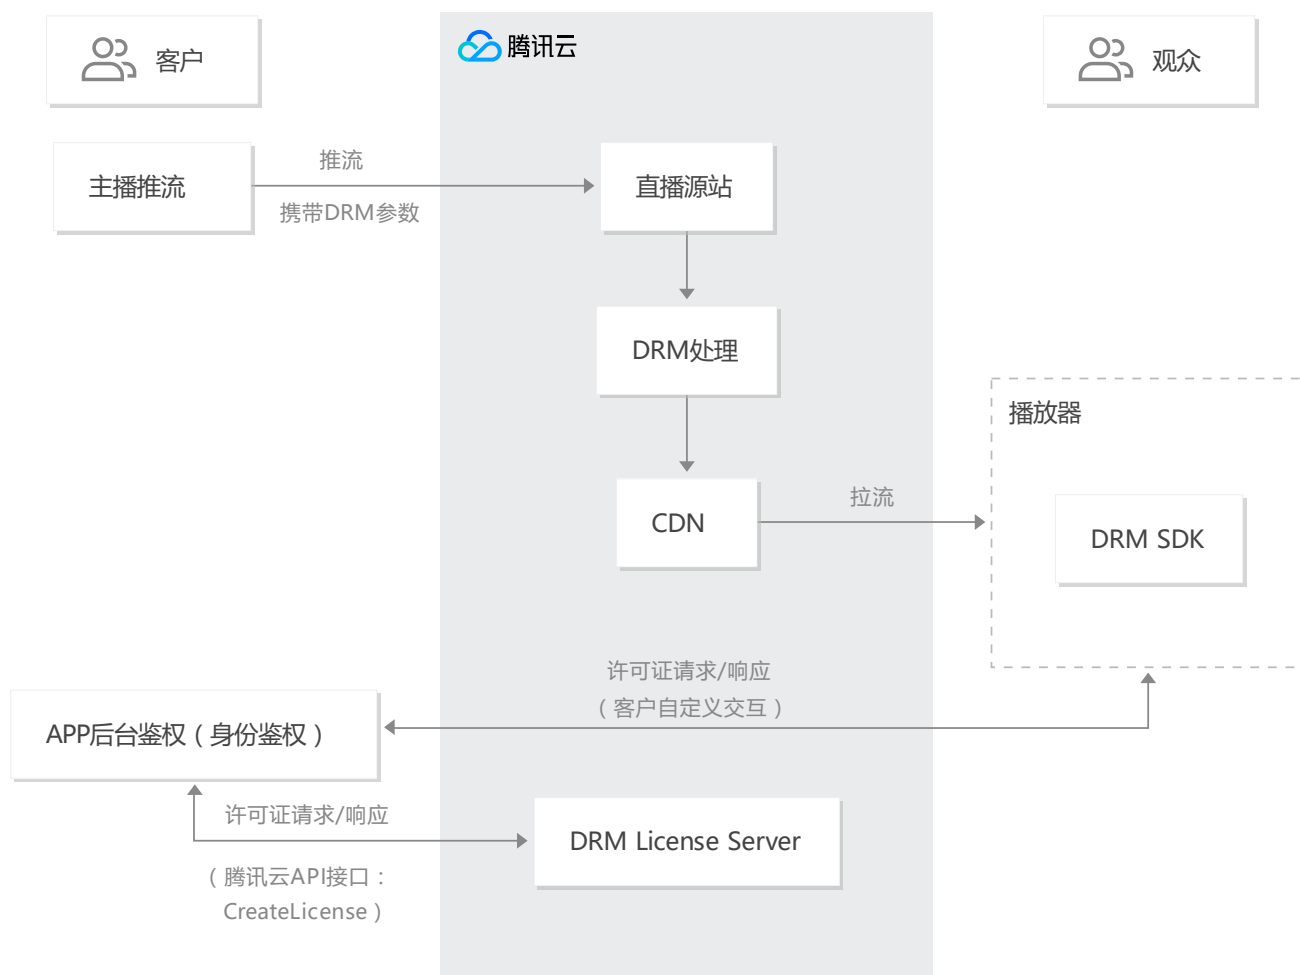 客户
腾讯云
观众
主播推流
推流
携带DRM参数
直播源站
DRM处理
播放器
CDN
拉流
DRM SDK
许可证请求/响应
（客户自定义交互）
APP后台鉴权（身份鉴权）
许可证请求/响应
DRM License Server
（腾讯云API接口：
CreateLicense）